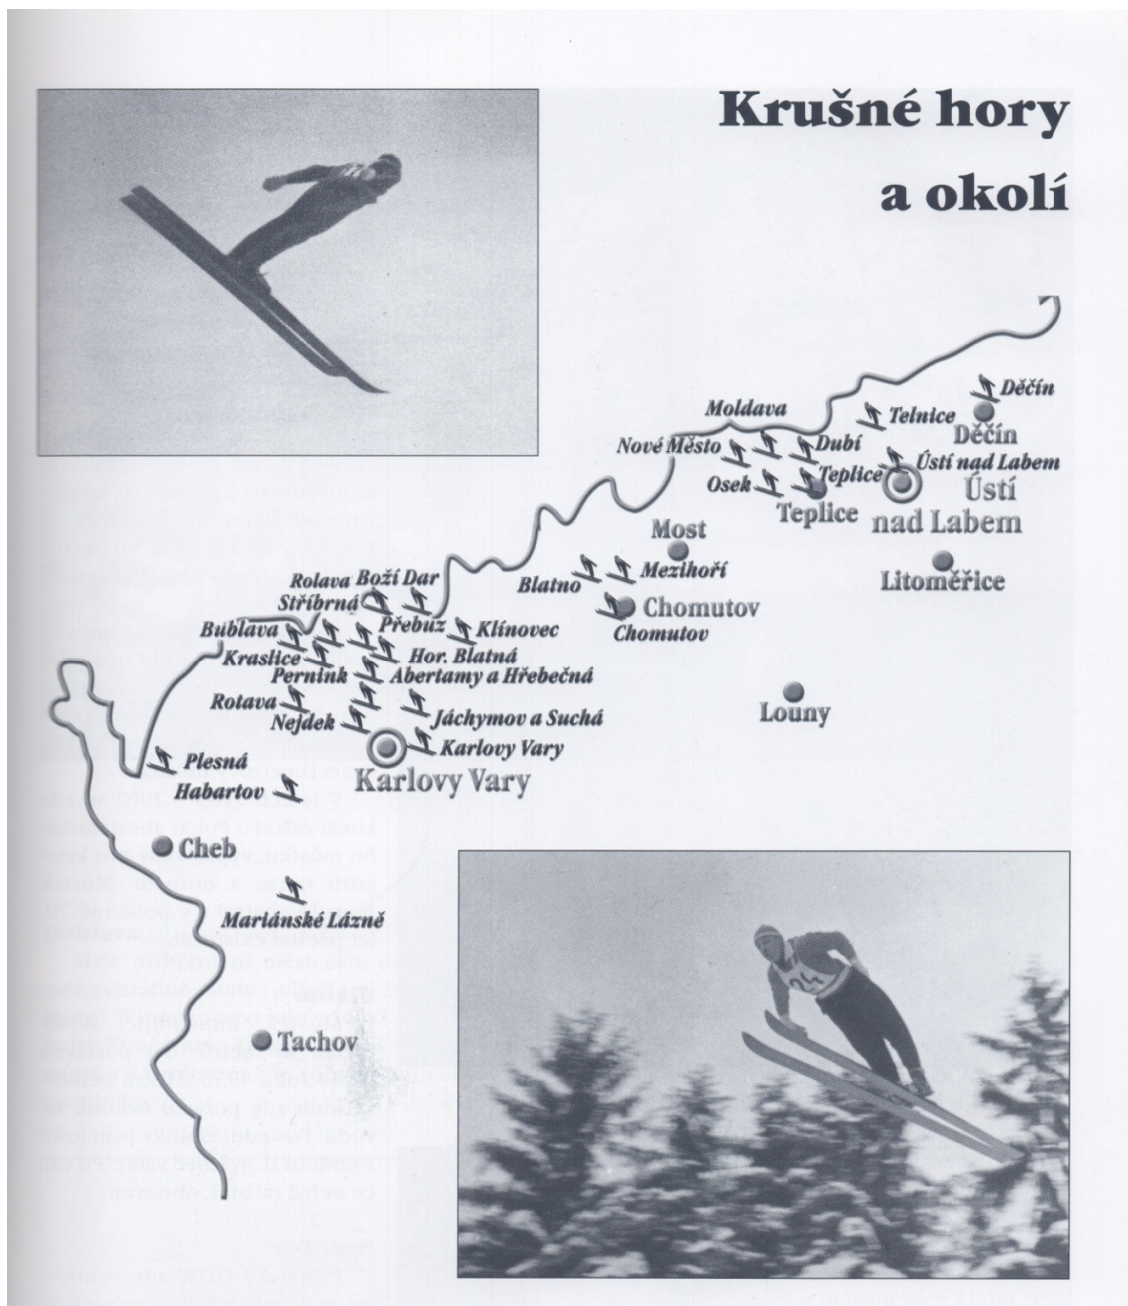 Krušné hory
a okolí
Děčín
Moldava
Telnice
Děčín
Nové Město
Dubí
Ústí nad Labem
Osek
Teplice
Ústí
nad Labem
Teplice
Most
Litoměřice
Blatno
Mezihoří
Rolava
Boží Dar
Stříbrná
Chomutov
Chomutov
Přebuz
Klínovec
Bublava
Kraslice
Hor. Blatná
Pernink
Abertamy a Hřebečná
Rotava
Nejdek
Jáchymov a Suchá
Louny
Karlovy Vary
Plesná
Karlovy Vary
Habartov
Cheb
Mariánské Lázně
Tachov